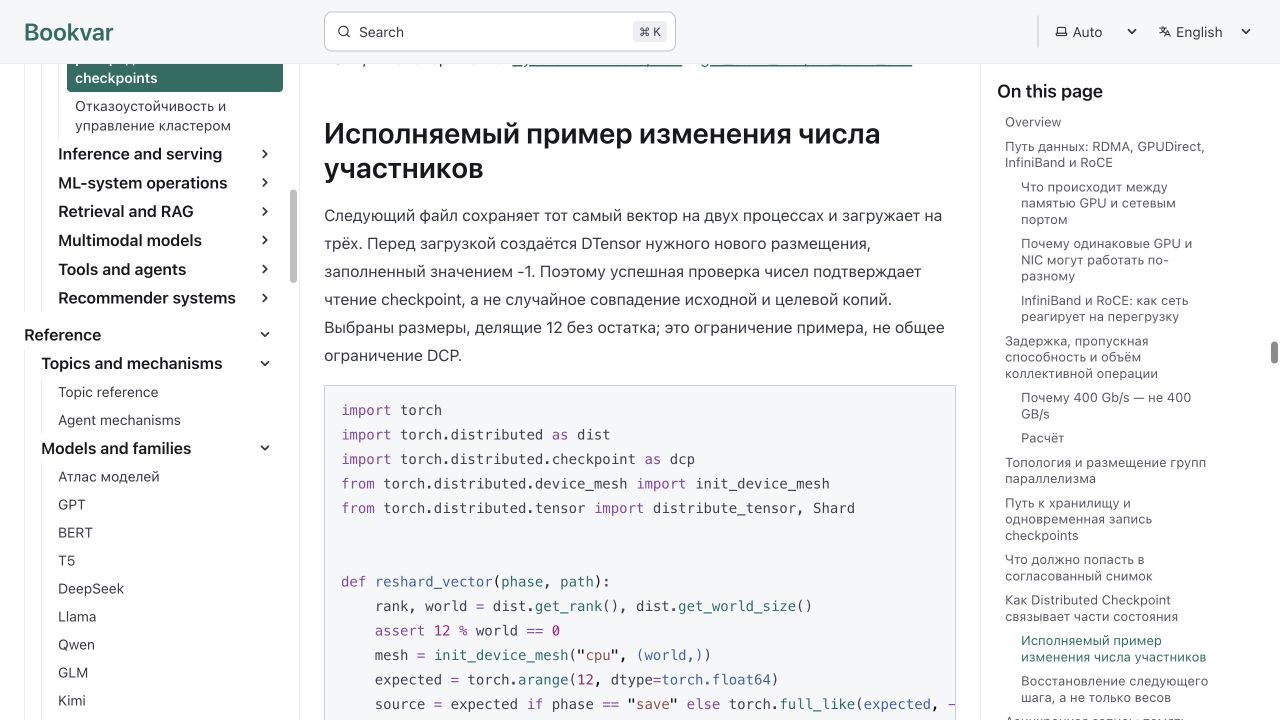 Bookvar
Search
⌘ K
Auto
English
checkpoints
Отказоустойчивость и
управление кластером
Inference and serving
ML-system operations
Retrieval and RAG
Multimodal models
Tools and agents
Recommender systems
Reference
Topics and mechanisms
Topic reference
Agent mechanisms
Models and families
Атлас моделей
GPT
BERT
T5
DeepSeek
Llama
Qwen
GLM
Kimi
Исполняемый пример изменения числа
участников
Следующий файл сохраняет тот самый вектор на двух процессах и загружает на
трёх. Перед загрузкой создаётся DTensor нужного нового размещения,
заполненный значением -1. Поэтому успешная проверка чисел подтверждает
чтение checkpoint, а не случайное совпадение исходной и целевой копий.
Выбраны размеры, делящие 12 без остатка; это ограничение примера, не общее
ограничение DCP.
import torch
import torch.distributed as dist
import torch.distributed.checkpoint as dcp
from torch.distributed.device_mesh import init_device_mesh
from torch.distributed.tensor import distribute_tensor, Shard
def reshard_vector(phase, path):
    rank, world = dist.get_rank(), dist.get_world_size()
    assert 12 % world == 0
    mesh = init_device_mesh("cpu", (world,))
    expected = torch.arange(12, dtype=torch.float64)
    source = expected if phase == "save" else torch.full_like(expected, −
On this page
Overview
Путь данных: RDMA, GPUDirect,
InfiniBand и RoCE
Что происходит между
памятью GPU и сетевым
портом
Почему одинаковые GPU и
NIC могут работать по-
разному
InfiniBand и RoCE: как сеть
реагирует на перегрузку
Задержка, пропускная
способность и объём
коллективной операции
Почему 400 Gb/s — не 400
GB/s
Расчёт
Топология и размещение групп
параллелизма
Путь к хранилищу и
одновременная запись
checkpoints
Что должно попасть в
согласованный снимок
Как Distributed Checkpoint
связывает части состояния
Исполняемый пример
изменения числа участников
Восстановление следующего
шага, а не только весов